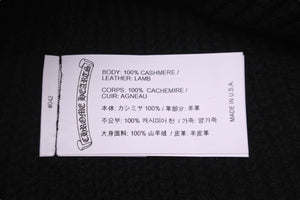 BODY: 100% CASHMERE /
LEATHER: LAMB
CORPS: 100% CACHEMIRE /
CUIR: AGNEAU
本体: カシミヤ 100% / 革部分: 羊革
주요부: 100% 캐시미어 천 / 가죽: 양가죽
大身面料: 100% 山羊绒 / 皮革: 羊皮革
CHROME HEARTS
MADE IN U.S.A.
#042